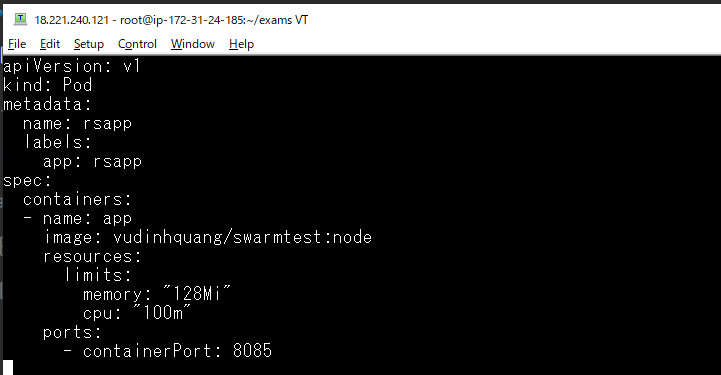 18.221.240.121 - root@ip-172-31-24-185:~/exams VT
File Edit Setup Control Window Help
apiVersion: v1
kind: Pod
metadata:
  name: rsapp
  labels:
    app: rsapp
spec:
  containers:
  - name: app
    image: vudinhquang/swarmtest:node
    resources:
      limits:
        memory: "128Mi"
        cpu: "100m"
    ports:
      - containerPort: 8085